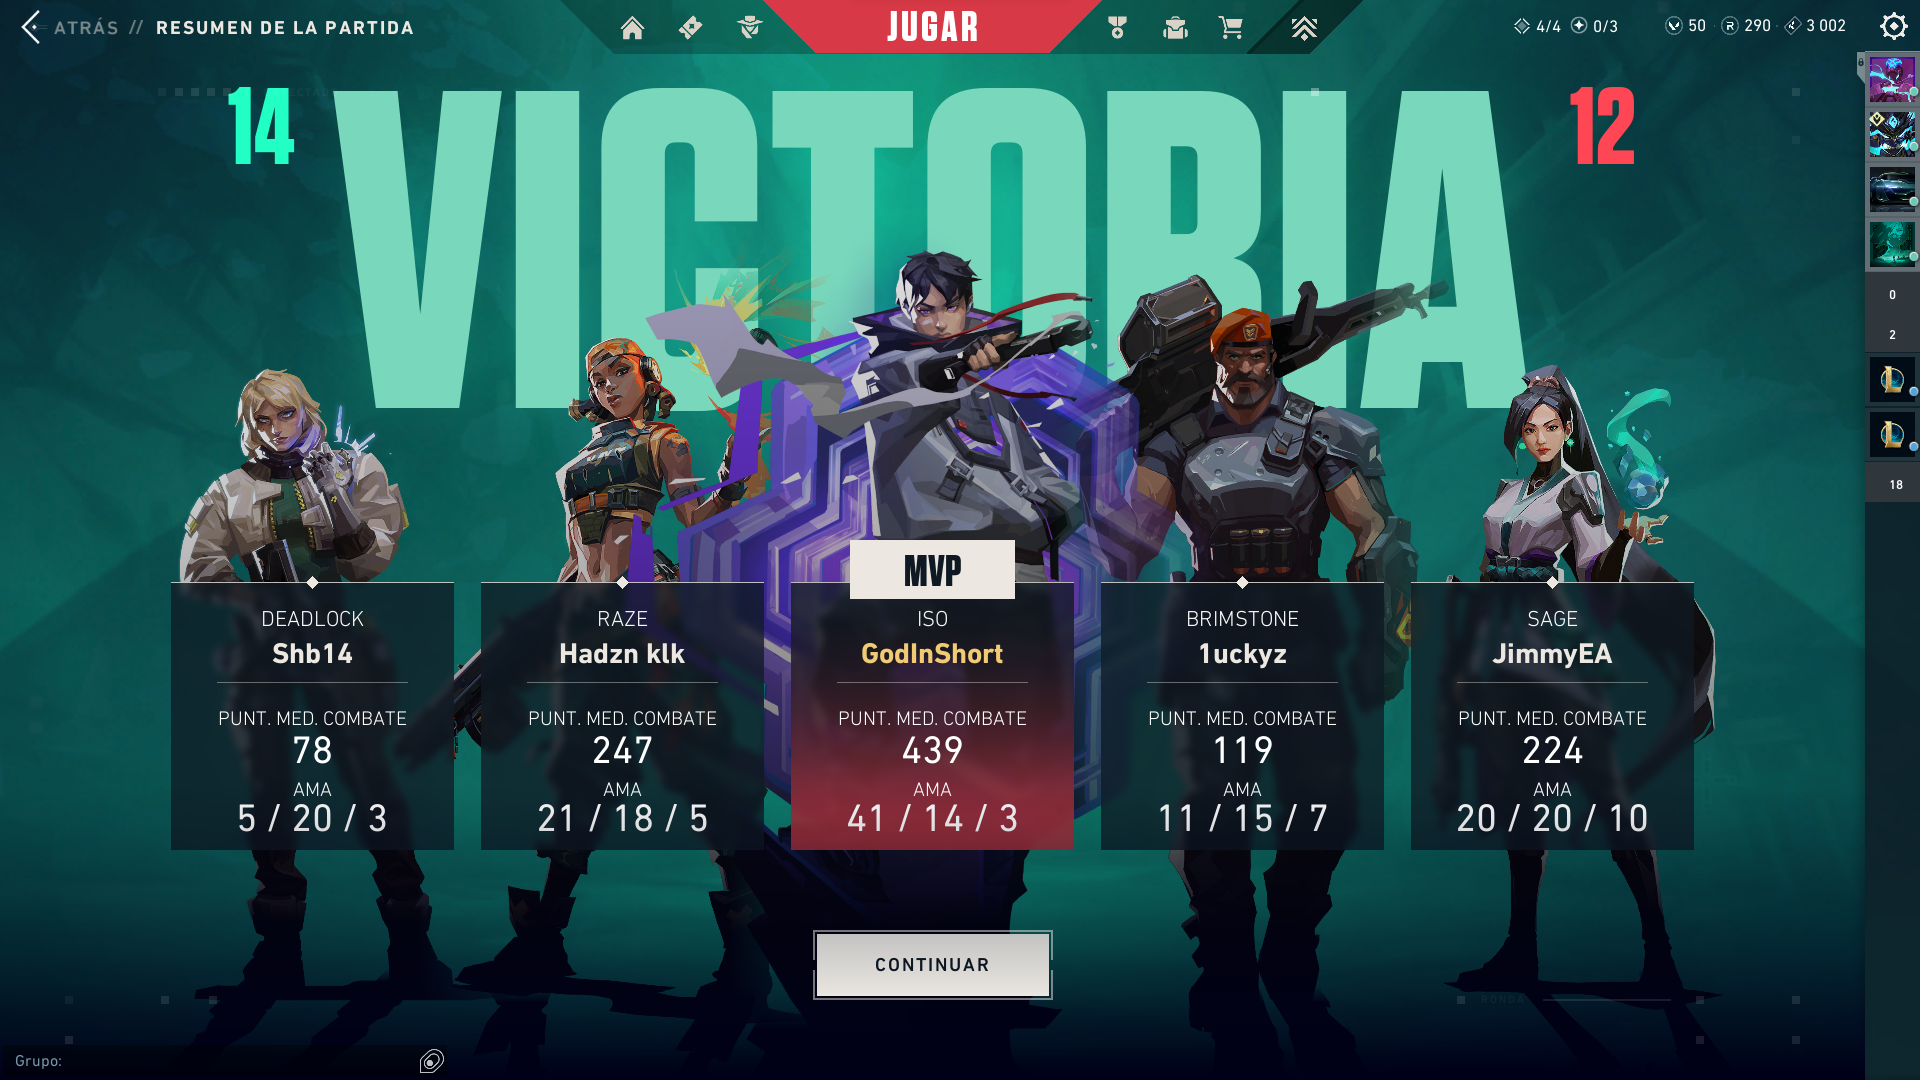 ATRÁS // RESUMEN DE LA PARTIDA
JUGAR
4/4 0/3 50 290 3 002
14
VICTORIA
12
0
2
18
MVP
DEADLOCK
Shb14
PUNT. MED. COMBATE
78
AMA
5 / 20 / 3
RAZE
Hadzn klk
PUNT. MED. COMBATE
247
AMA
21 / 18 / 5
ISO
GodInShort
PUNT. MED. COMBATE
439
AMA
41 / 14 / 3
BRIMSTONE
1uckyz
PUNT. MED. COMBATE
119
AMA
11 / 15 / 7
SAGE
JimmyEA
PUNT. MED. COMBATE
224
AMA
20 / 20 / 10
CONTINUAR
RONDA
Grupo: